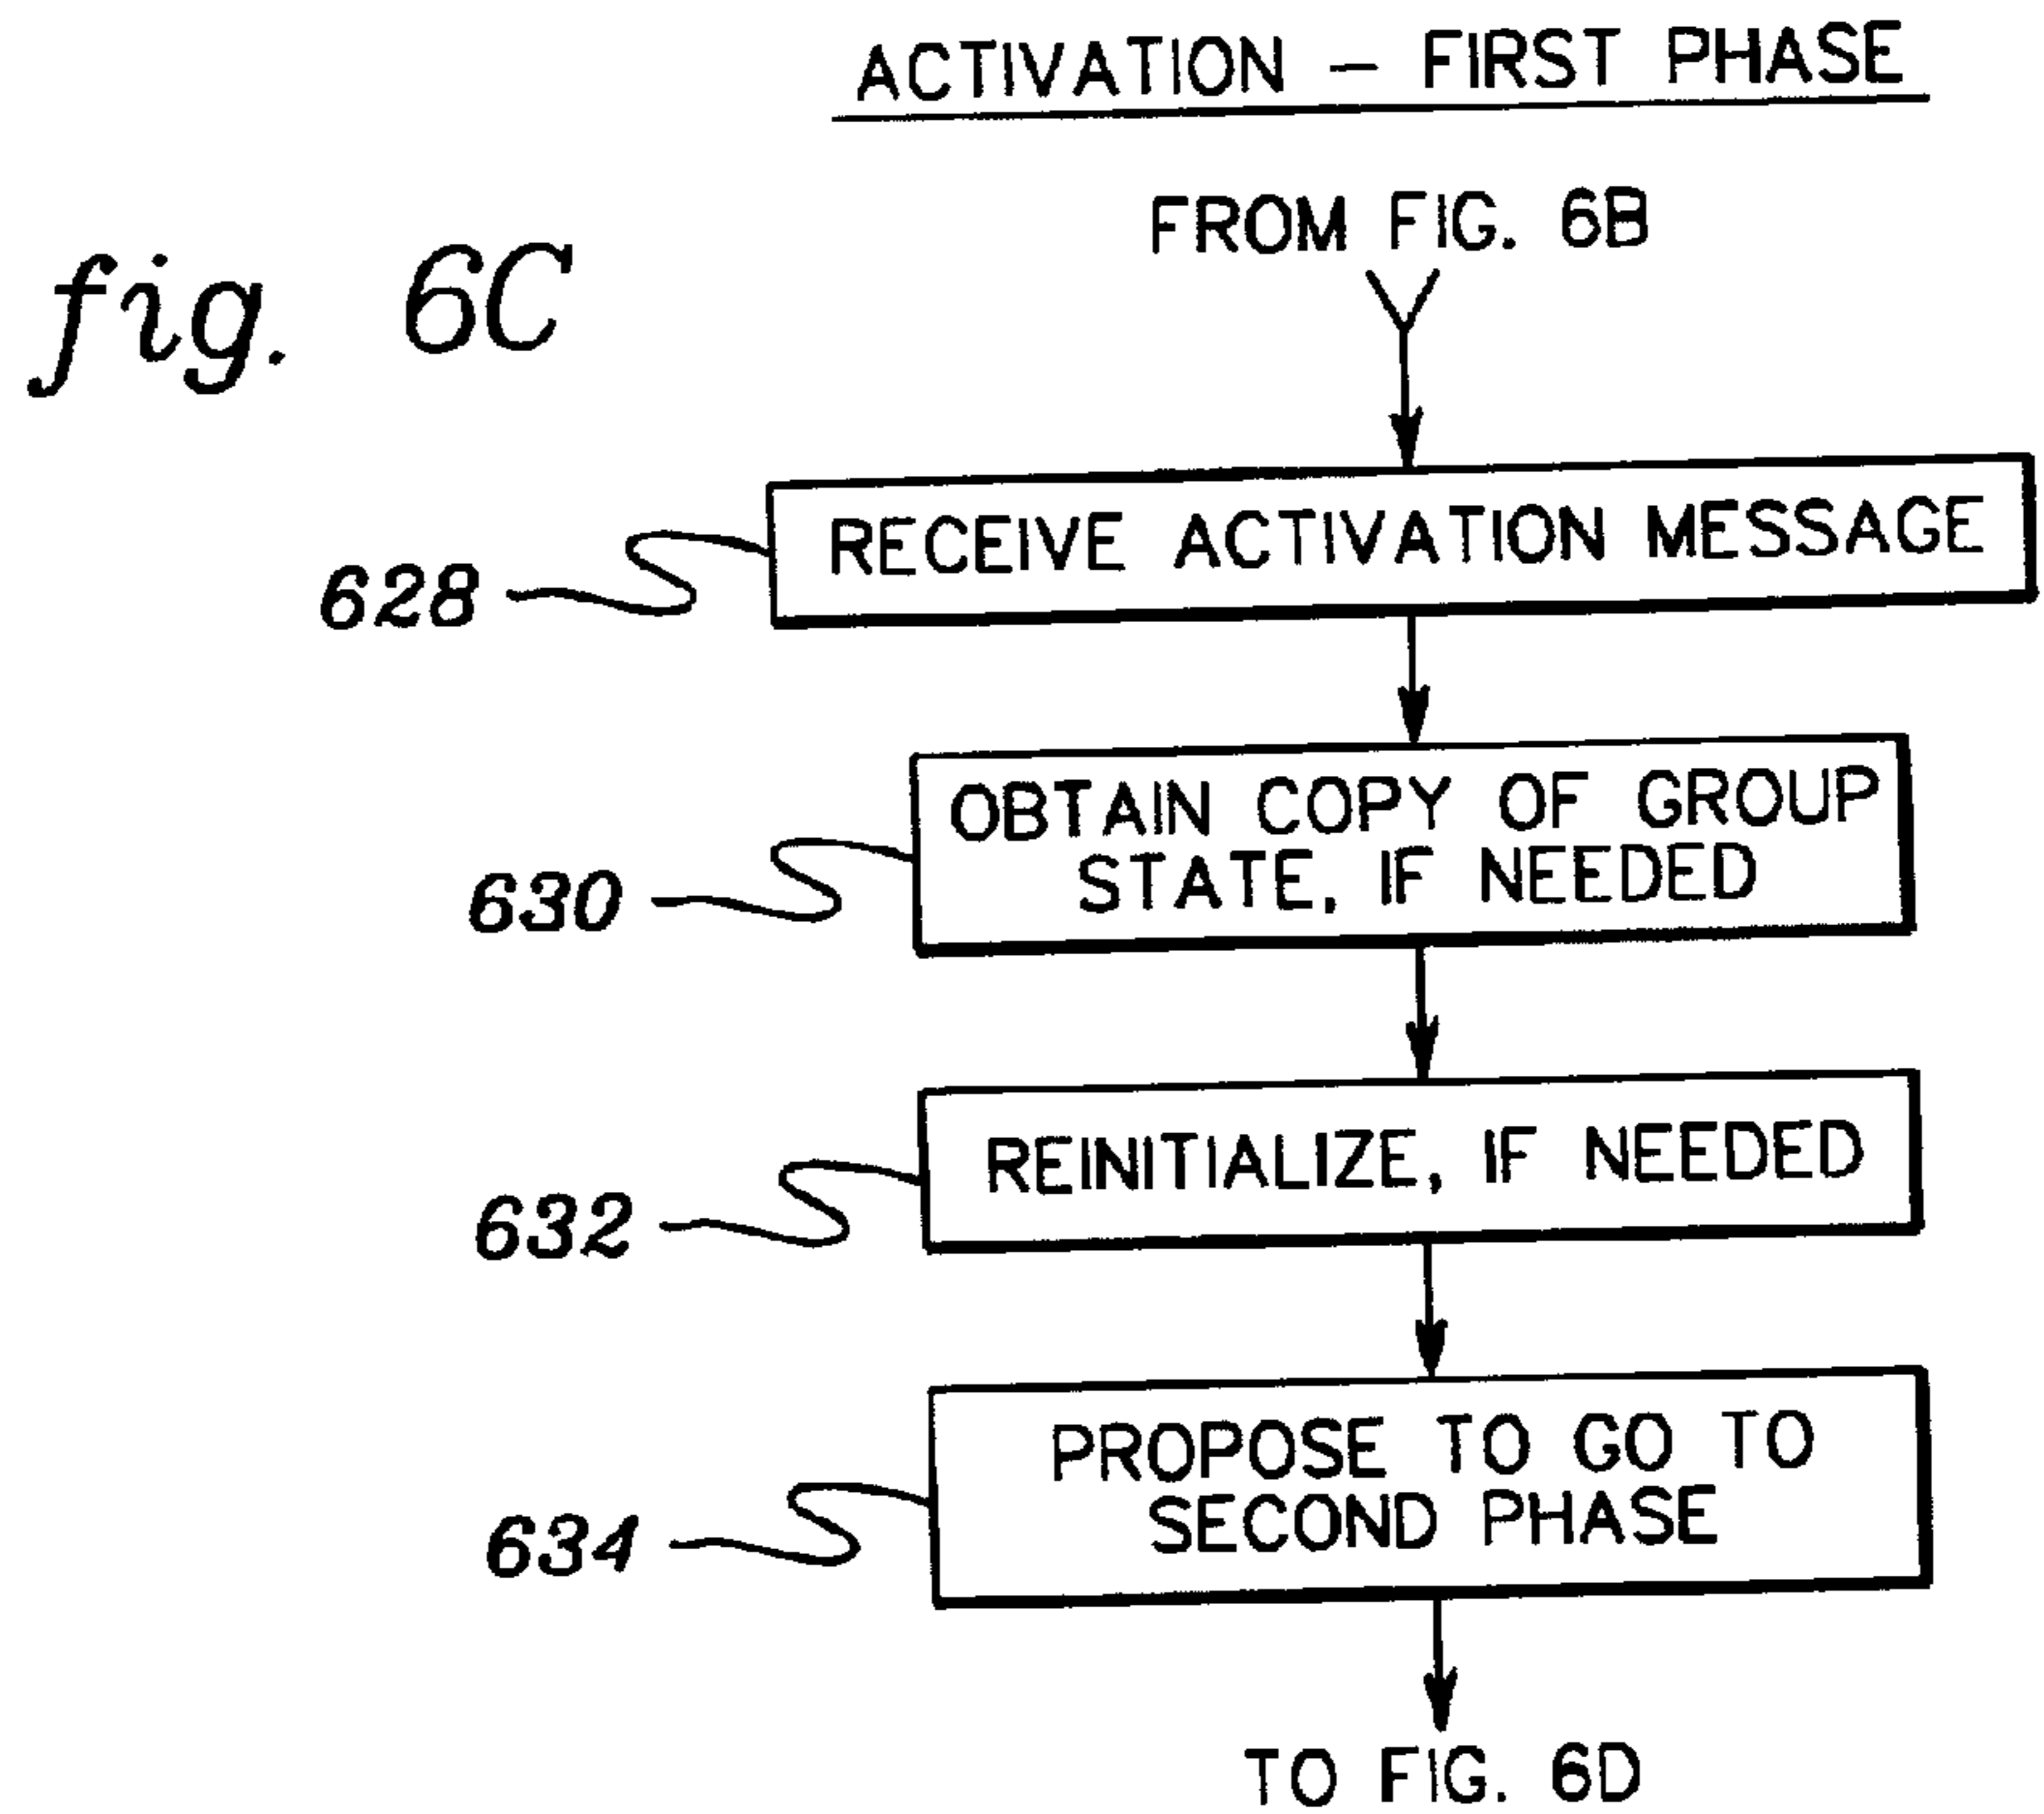 ACTIVATION - FIRST PHASE
FROM FIG. 6B
fig. 6C
RECEIVE ACTIVATION MESSAGE
628
OBTAIN COPY OF GROUP
STATE, IF NEEDED
630
REINITIALIZE, IF NEEDED
632
PROPOSE TO GO TO
SECOND PHASE
634
TO FIG. 6D